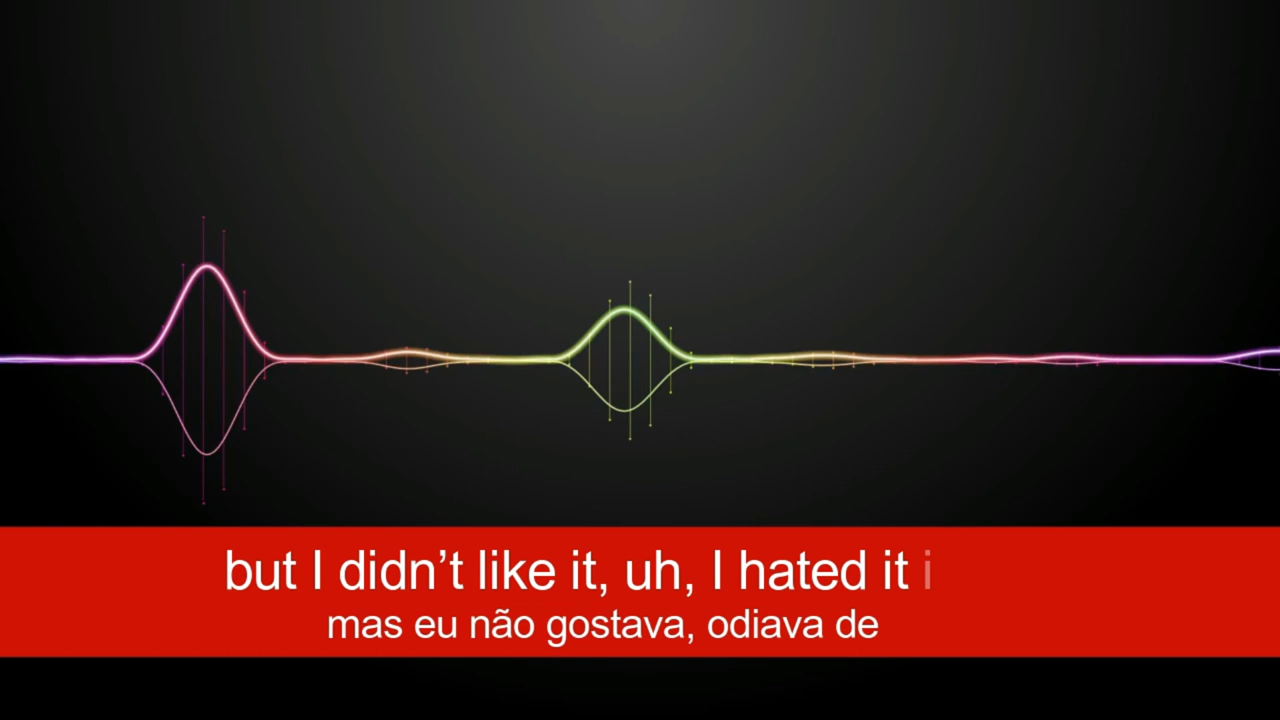 but I didn’t like it, uh, I hated it i
mas eu não gostava, odiava de